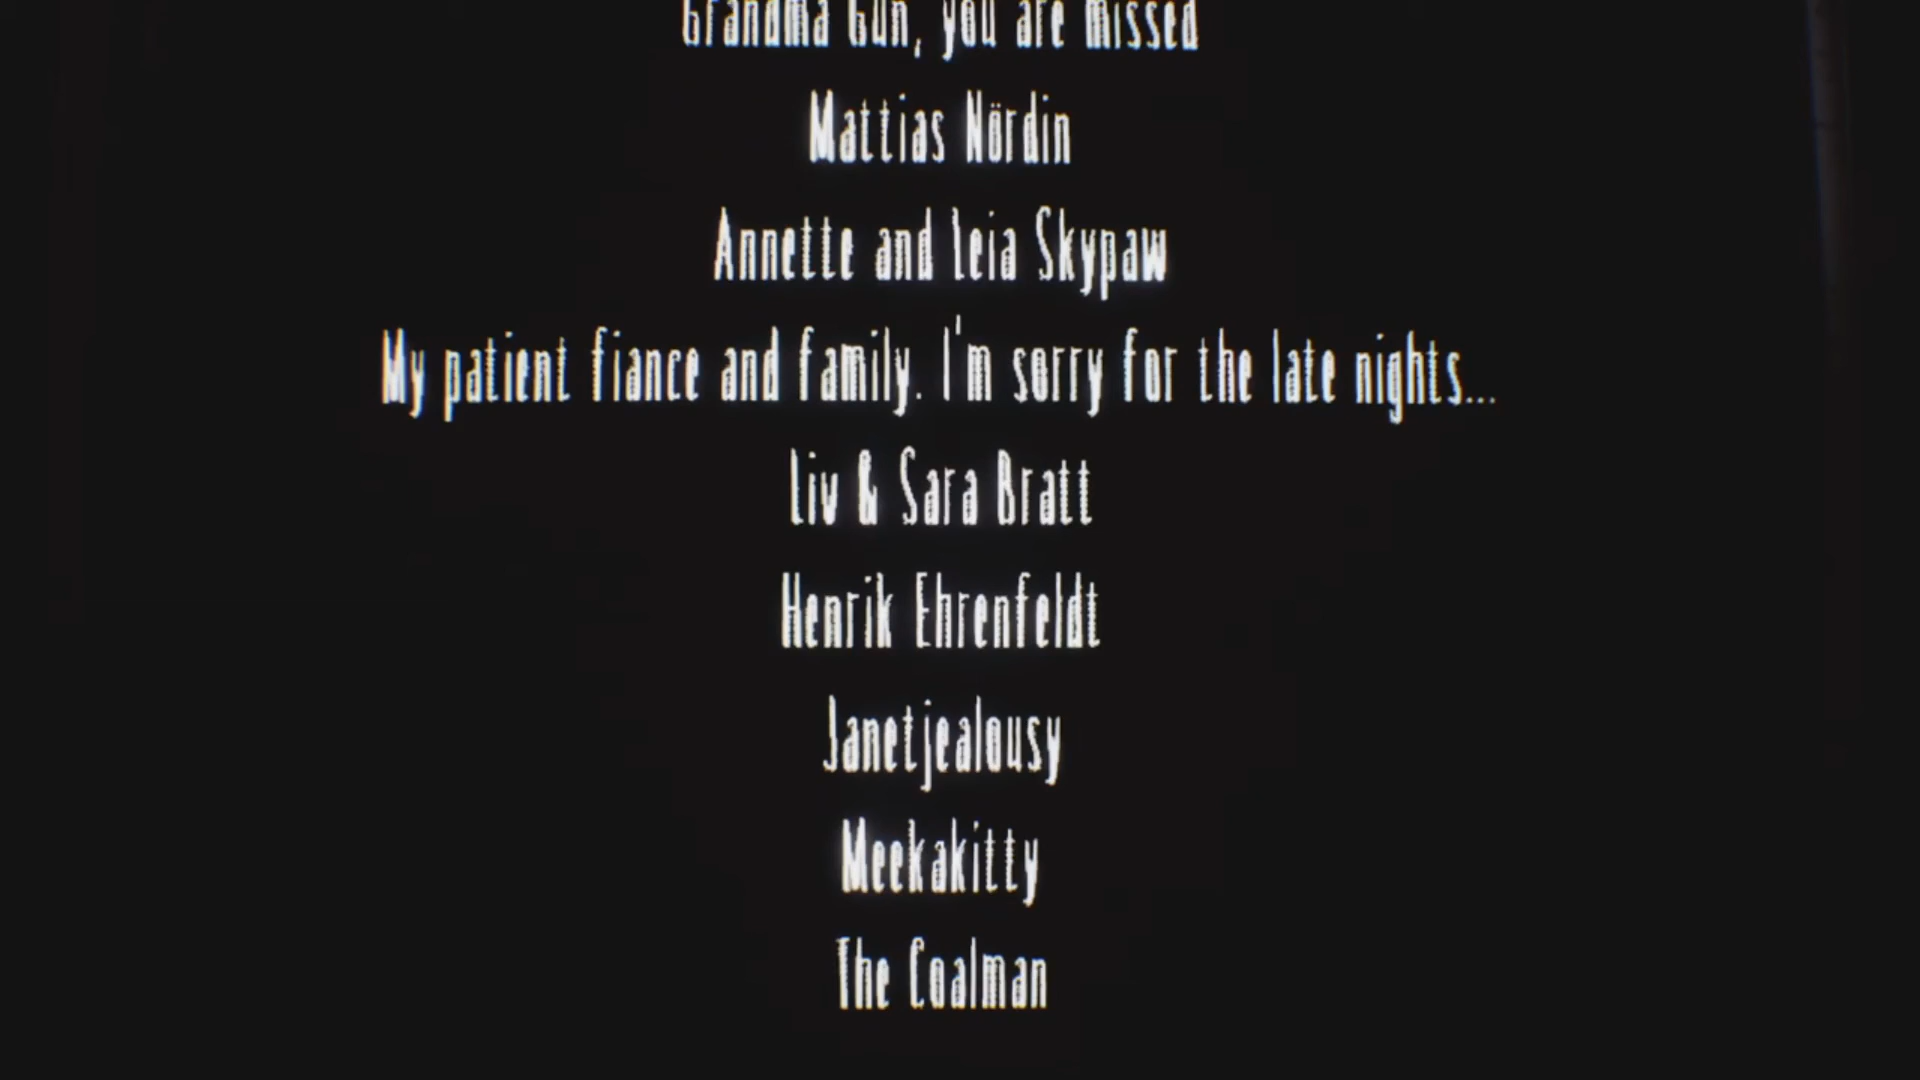 Grandma Gun, you are missed
Mattias Nördin
Annette and Leia Skypaw
My patient fiance and family. I'm sorry for the late nights...
Liv & Sara Bratt
Henrik Ehrenfeldt
Janetjealousy
Meekakitty
The Coalman